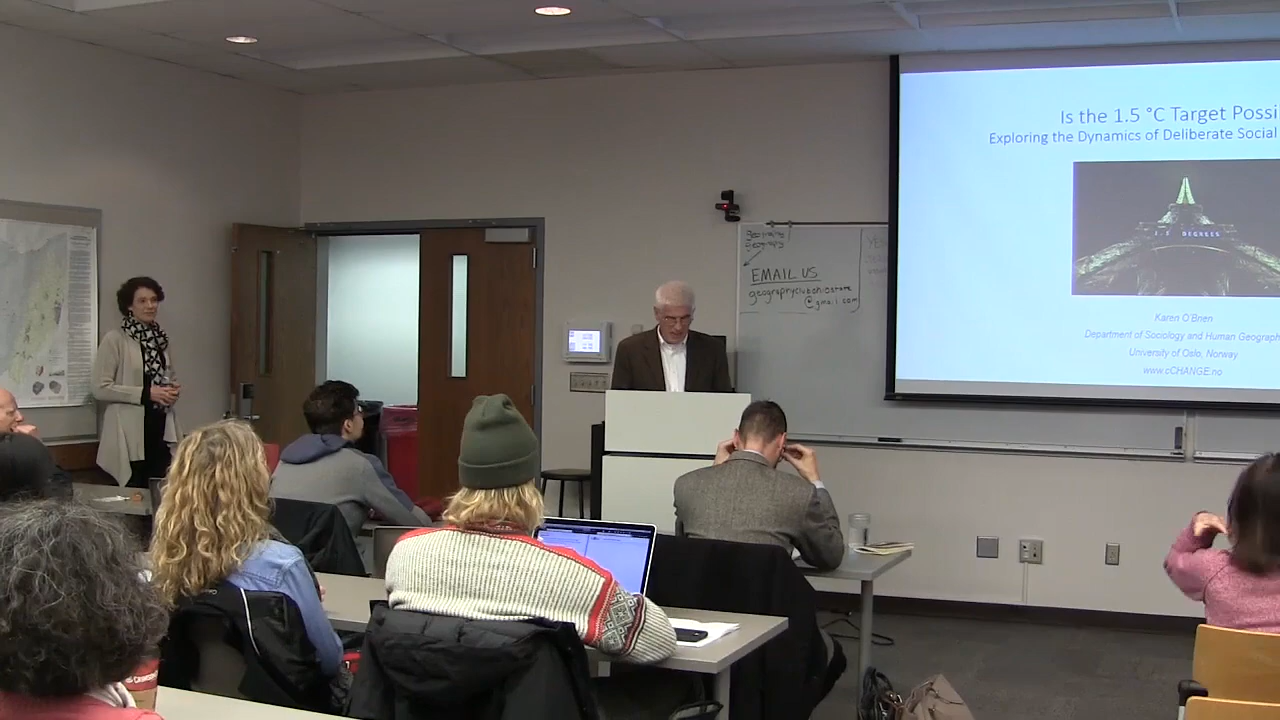 Is the 1.5 °C Target Possi
Exploring the Dynamics of Deliberate Social
DEGREES
Karen O'Brien
Department of Sociology and Human Geograph
University of Oslo, Norway
www.cCHANGE.no
geography
EMAIL US
@gmail.com